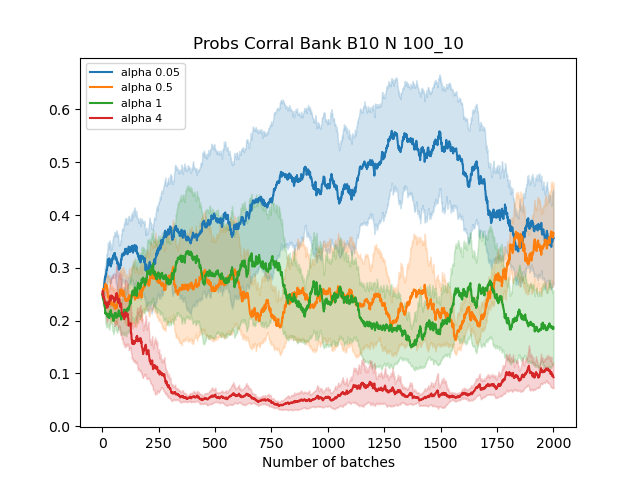 Probs Corral Bank B10 N 100_10
alpha 0.05
alpha 0.5
alpha 1
alpha 4
0.6
0.5
0.4
0.3
0.2
0.1
0.0
0 250 500 750 1000 1250 1500 1750 2000
Number of batches